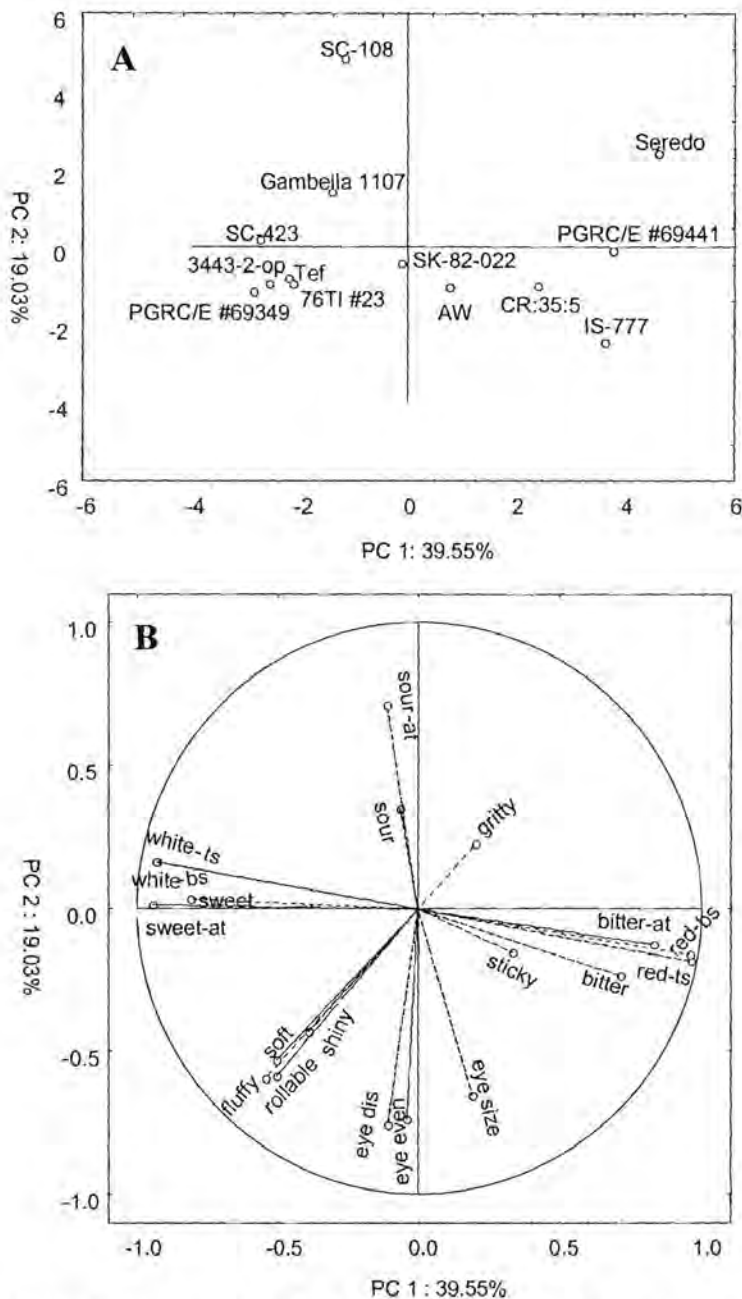 A
6
4
2
0
-2
-4
-6
PC 2: 19.03%
SC-108
Seredo
Gambella 1107
SC-423
PGRC/E #69441
3443-2-op
Tef
SK-82-022
PGRC/E #69349
76TI #23
AW
CR:35:5
IS-777
-6 -4 -2 0 2 4 6
PC 1: 39.55%
B
1.0
0.5
0.0
-0.5
-1.0
PC 2 : 19.03%
sour-at
sour
gritty
white-ts
white-bs
sweet
sweet-at
bitter-at
red-bs
sticky
bitter
red-ts
soft
fluffy
rollable
shiny
eye dis
eye even
eye size
-1.0 -0.5 0.0 0.5 1.0
PC 1 : 39.55%